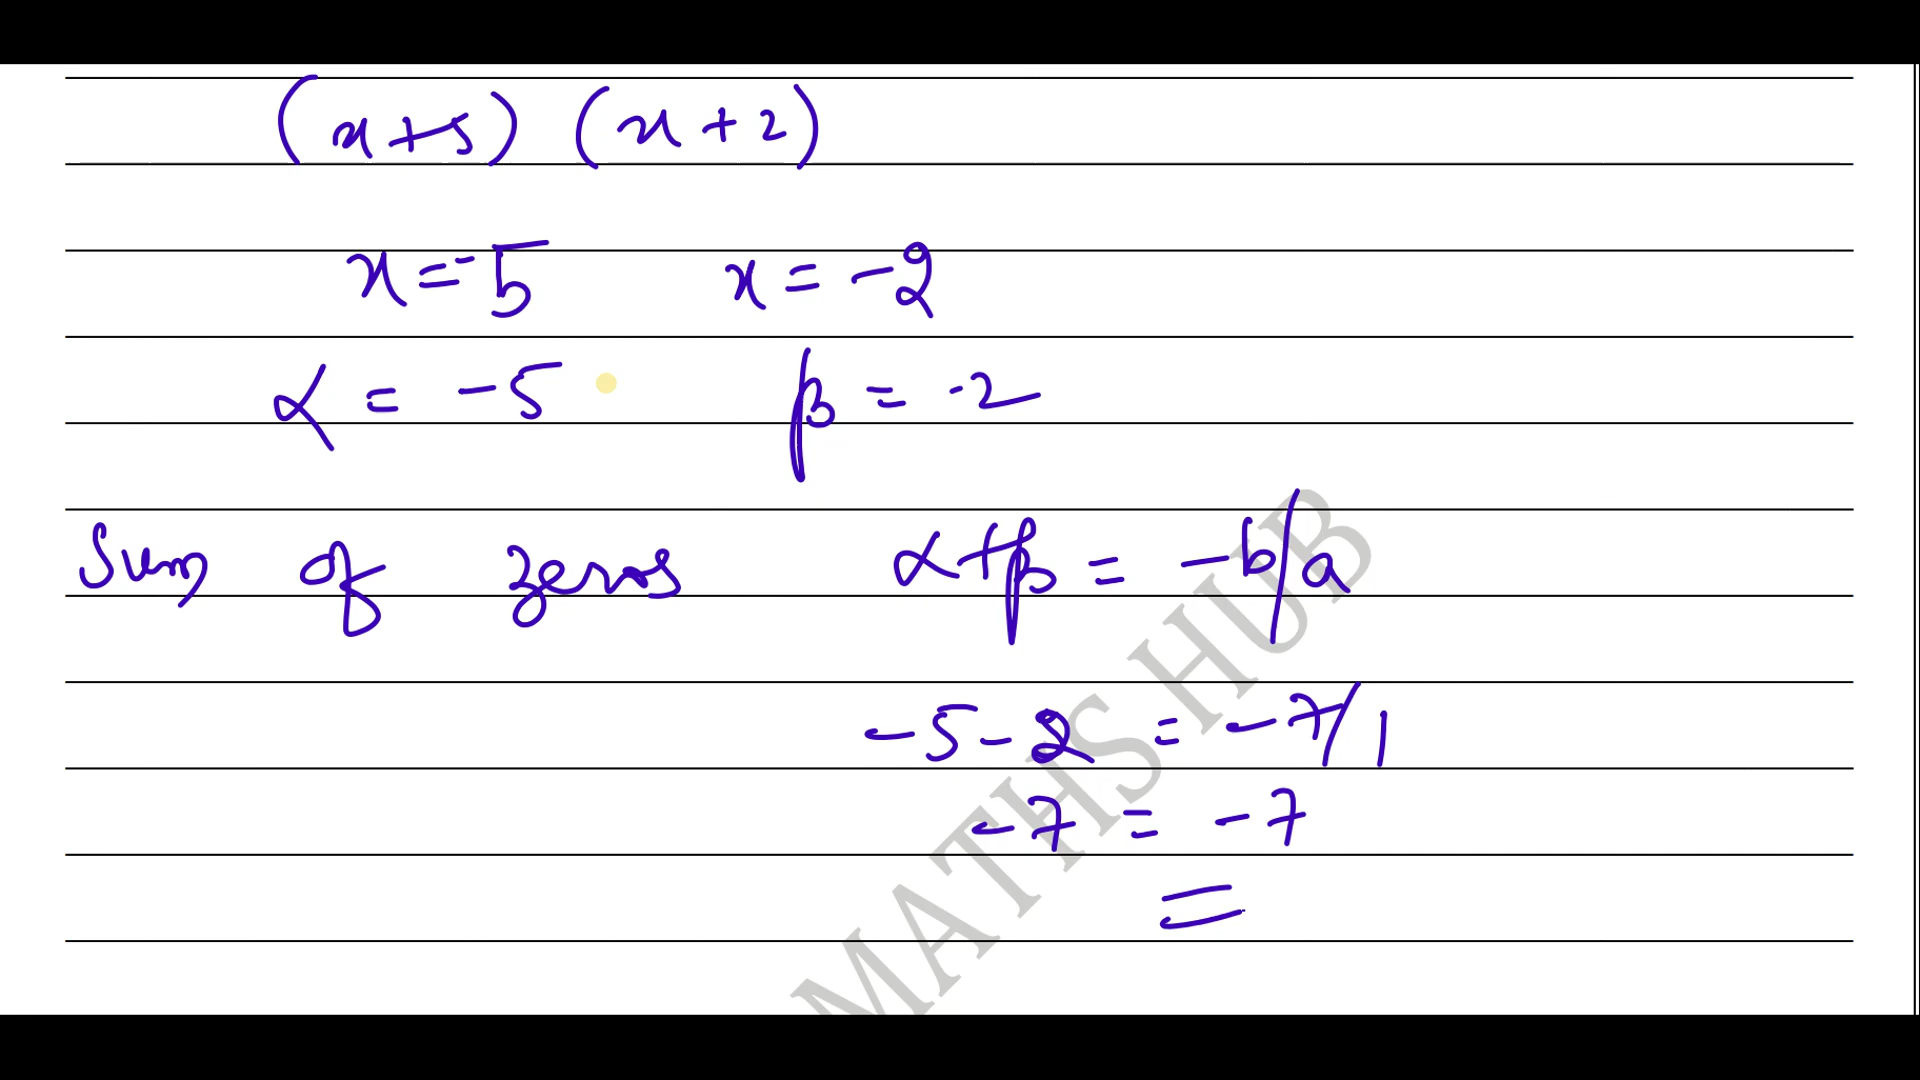 (x+5) (x+2)
x = -5 x = -2
α = -5 β = -2
Sum of zeros α+β = -b/a
-5-2 = -7/1
-7 = -7
MATHS HUB